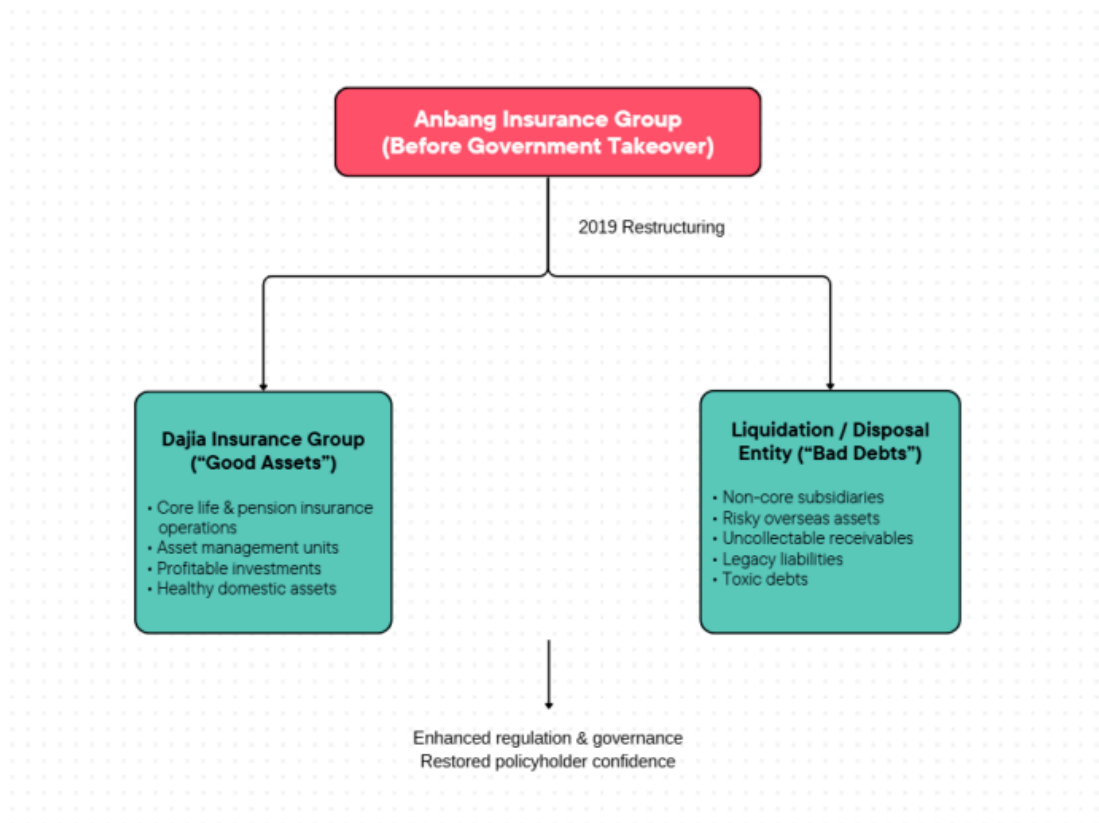 Anbang Insurance Group
(Before Government Takeover)
2019 Restructuring
Dajia Insurance Group
(“Good Assets”)
• Core life & pension insurance
operations
• Asset management units
• Profitable investments
• Healthy domestic assets
Liquidation / Disposal
Entity (“Bad Debts”)
• Non-core subsidiaries
• Risky overseas assets
• Uncollectable receivables
• Legacy liabilities
• Toxic debts
Enhanced regulation & governance
Restored policyholder confidence